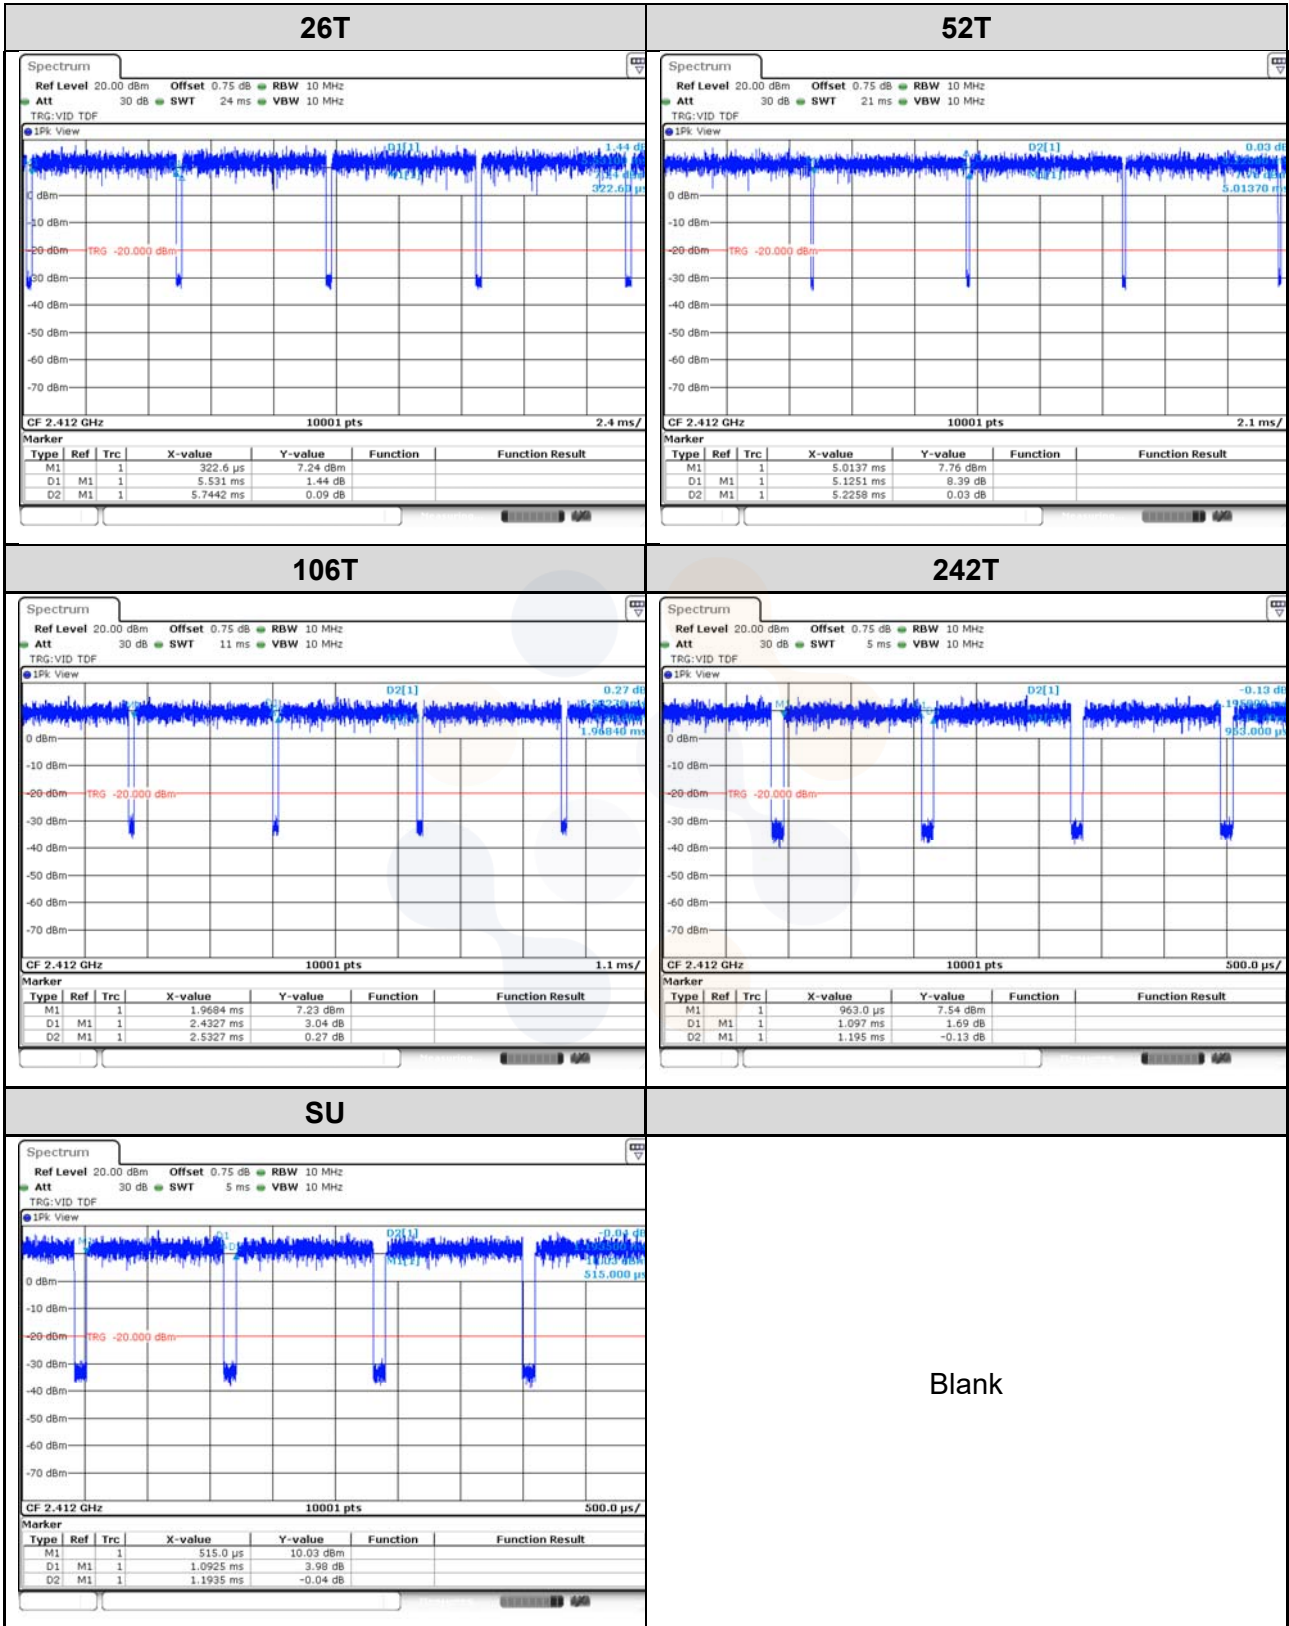 26T
52T
Spectrum
Ref Level 20.00 dBm Offset 0.75 dB RBW 10 MHz
Att 30 dB SWT 24 ms VBW 10 MHz
TRG:VID TDF
1Pk View
D1[1] 1.44 dB
322.60 µs
0 dBm
-10 dBm
-20 dBm TRG -20.000 dBm
-30 dBm
-40 dBm
-50 dBm
-60 dBm
-70 dBm
CF 2.412 GHz 10001 pts 2.4 ms/
Marker
Type Ref Trc X-value Y-value Function Function Result
M1 1 322.6 µs 7.24 dBm
D1 M1 1 5.531 ms 1.44 dB
D2 M1 1 5.7442 ms 0.09 dB
Spectrum
Ref Level 20.00 dBm Offset 0.75 dB RBW 10 MHz
Att 30 dB SWT 21 ms VBW 10 MHz
TRG:VID TDF
1Pk View
D2[1] 0.03 dB
5.01370 ms
0 dBm
-10 dBm
-20 dBm TRG -20.000 dBm
-30 dBm
-40 dBm
-50 dBm
-60 dBm
-70 dBm
CF 2.412 GHz 10001 pts 2.1 ms/
Marker
Type Ref Trc X-value Y-value Function Function Result
M1 1 5.0137 ms 7.76 dBm
D1 M1 1 5.1251 ms 8.39 dB
D2 M1 1 5.2258 ms 0.03 dB
106T
242T
Spectrum
Ref Level 20.00 dBm Offset 0.75 dB RBW 10 MHz
Att 30 dB SWT 11 ms VBW 10 MHz
TRG:VID TDF
1Pk View
D2[1] 0.27 dB
1.96840 ms
0 dBm
-10 dBm
-20 dBm TRG -20.000 dBm
-30 dBm
-40 dBm
-50 dBm
-60 dBm
-70 dBm
CF 2.412 GHz 10001 pts 1.1 ms/
Marker
Type Ref Trc X-value Y-value Function Function Result
M1 1 1.9684 ms 7.23 dBm
D1 M1 1 2.4327 ms 3.04 dB
D2 M1 1 2.5327 ms 0.27 dB
Spectrum
Ref Level 20.00 dBm Offset 0.75 dB RBW 10 MHz
Att 30 dB SWT 5 ms VBW 10 MHz
TRG:VID TDF
1Pk View
M1 D2[1] -0.13 dB
963.000 µs
0 dBm
-10 dBm
-20 dBm TRG -20.000 dBm
-30 dBm
-40 dBm
-50 dBm
-60 dBm
-70 dBm
CF 2.412 GHz 10001 pts 500.0 µs/
Marker
Type Ref Trc X-value Y-value Function Function Result
M1 1 963.0 µs 7.54 dBm
D1 M1 1 1.097 ms 1.69 dB
D2 M1 1 1.195 ms -0.13 dB
SU
Spectrum
Ref Level 20.00 dBm Offset 0.75 dB RBW 10 MHz
Att 30 dB SWT 5 ms VBW 10 MHz
TRG:VID TDF
1Pk View
D1 D2[1] -0.04 dB
M1[1] 10.03 dBm
515.000 µs
0 dBm
-10 dBm
-20 dBm TRG -20.000 dBm
-30 dBm
-40 dBm
-50 dBm
-60 dBm
-70 dBm
CF 2.412 GHz 10001 pts 500.0 µs/
Marker
Type Ref Trc X-value Y-value Function Function Result
M1 1 515.0 µs 10.03 dBm
D1 M1 1 1.0925 ms 3.98 dB
D2 M1 1 1.1935 ms -0.04 dB
Blank